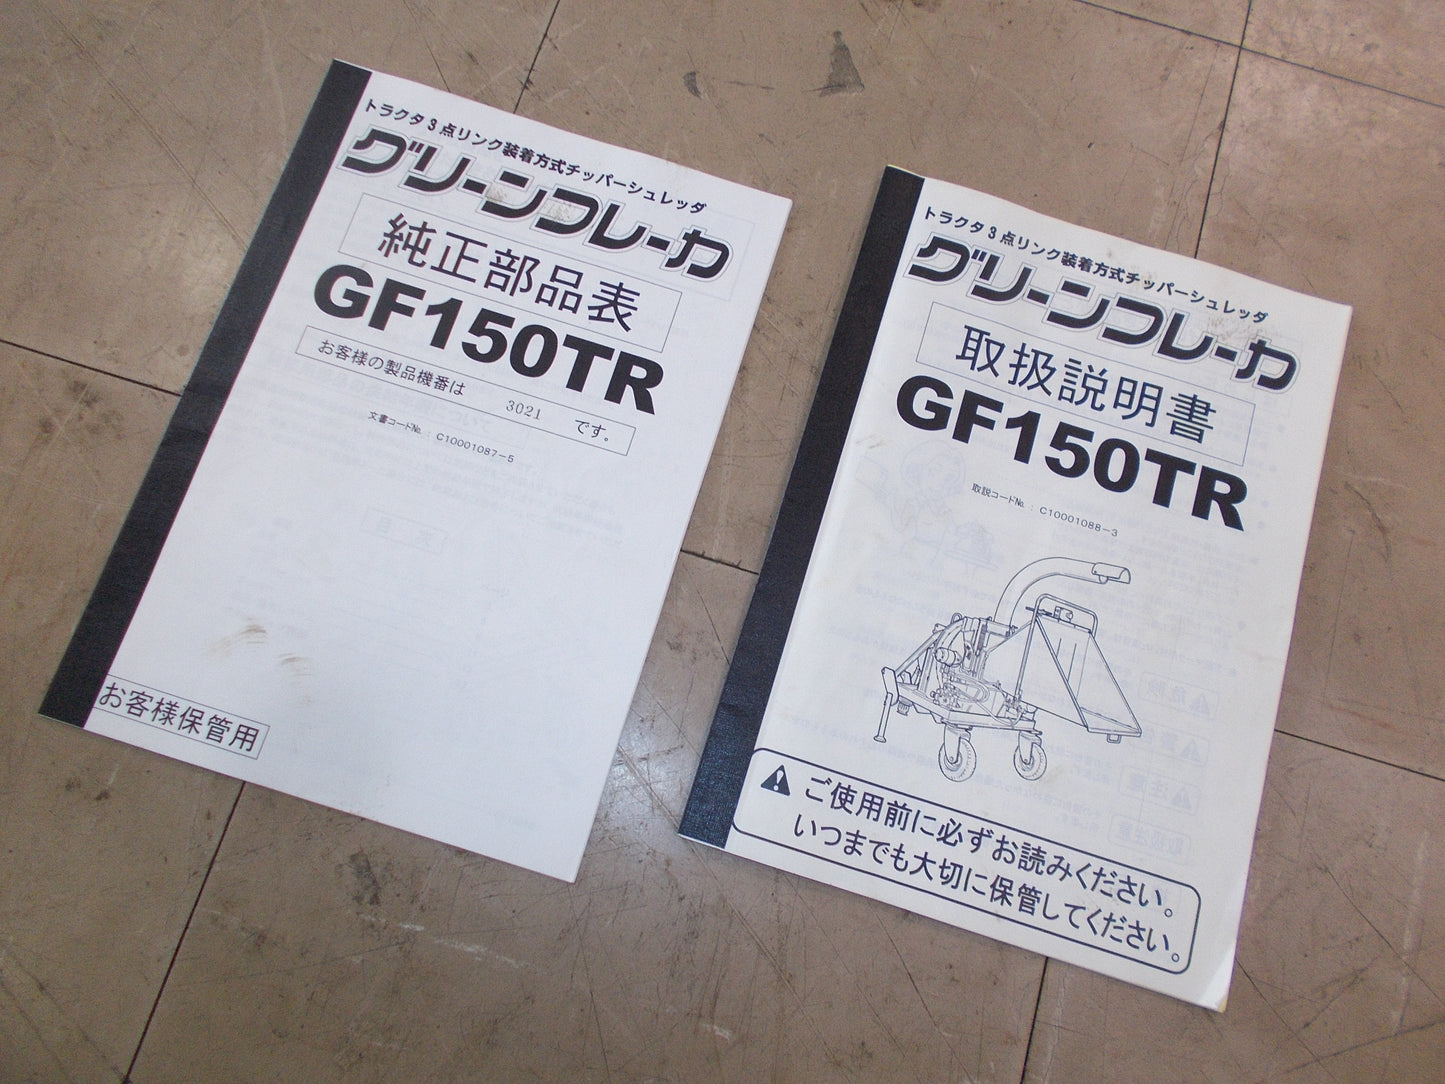 トラクタ3点リンク装着方式チッパーシュレッダ
グリーンフレーカ
純正部品表
GF150TR
お客様の製品機番は 3021 です。
文書コード№ : C10001087-5
お客様保管用
トラクタ3点リンク装着方式チッパーシュレッダ
グリーンフレーカ
取扱説明書
GF150TR
取説コード№ : C10001088-3
ご使用前に必ずお読みください。
いつまでも大切に保管してください。